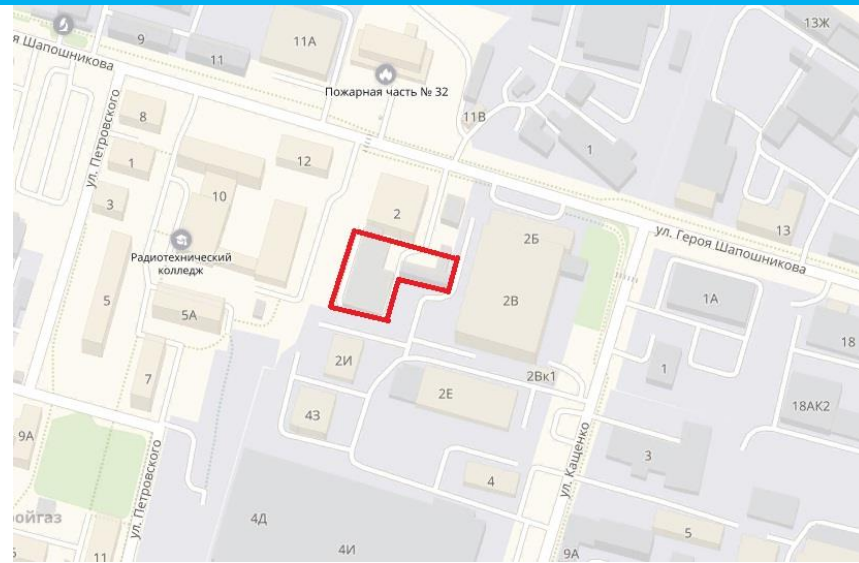 13Ж
я Шапошникова
9
11
11А
Пожарная часть № 32
11В
8
ул. Петровского
1
12
1
3
10
2
Радиотехнический
колледж
2Б
13
ул. Героя Шапошникова
2В
1А
5
5А
18
2И
7
2Вк1
1
2Е
18АК2
43
9А
ул. Кащенко
3
4
ул. Петровского
ойгаз
4Д
5
4И
9А
11